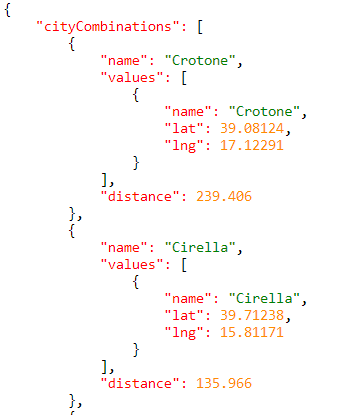 {
"cityCombinations": [
{
"name": "Crotone",
"values": [
{
"name": "Crotone",
"lat": 39.08124,
"lng": 17.12291
}
],
"distance": 239.406
},
{
"name": "Cirella",
"values": [
{
"name": "Cirella",
"lat": 39.71238,
"lng": 15.81171
}
],
"distance": 135.966
},